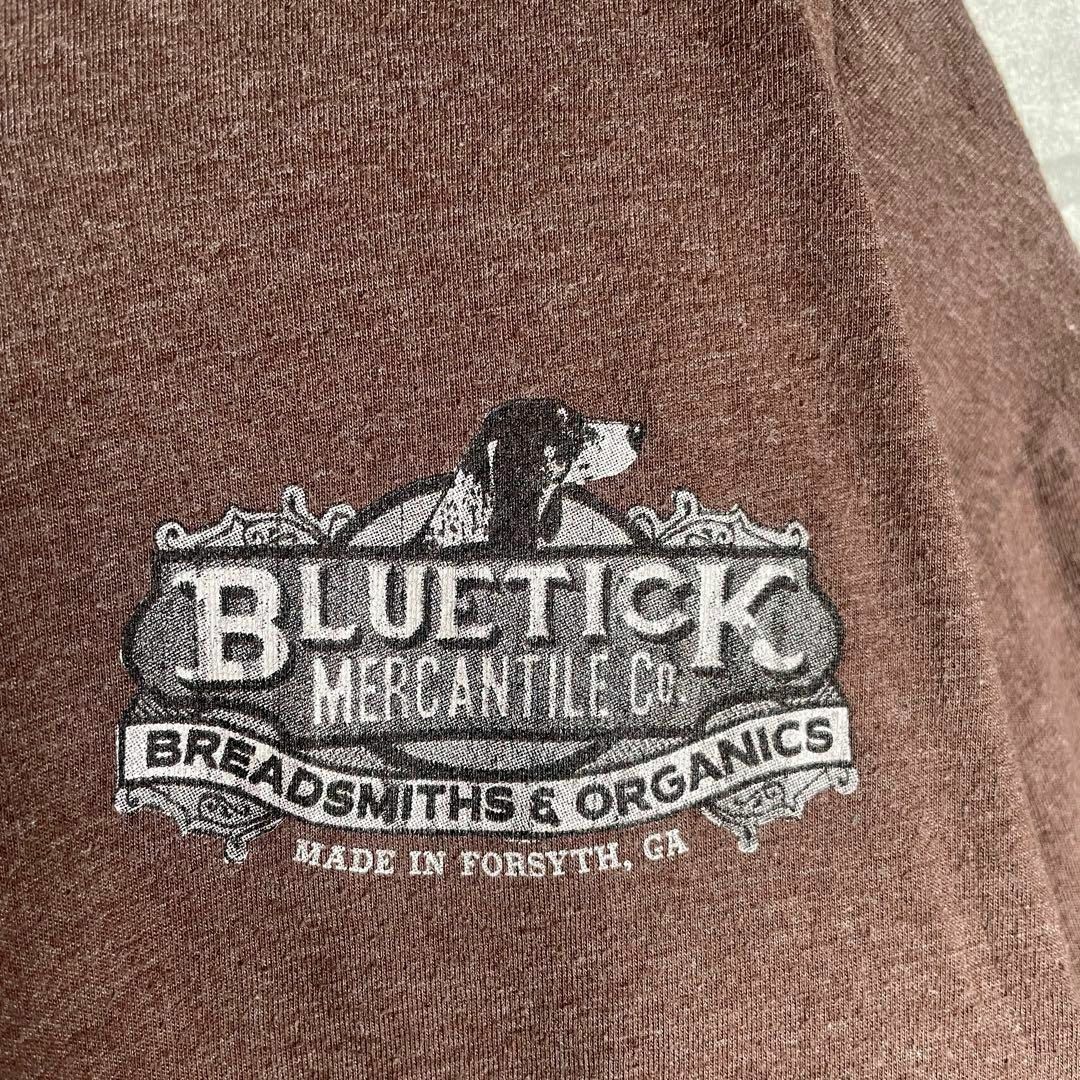 BLUETICK
MERCANTILE CO.
BREADSMITHS & ORGANICS
MADE IN FORSYTH, GA